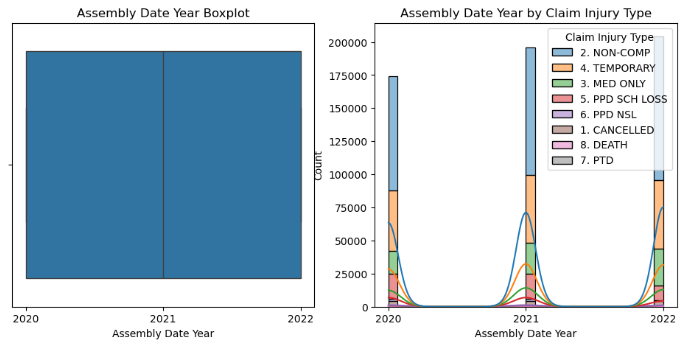 Assembly Date Year Boxplot
2020
2021
2022
Assembly Date Year
Assembly Date Year by Claim Injury Type
Count
200000
175000
150000
125000
100000
75000
50000
25000
0
Claim Injury Type
2. NON-COMP
4. TEMPORARY
3. MED ONLY
5. PPD SCH LOSS
6. PPD NSL
1. CANCELLED
8. DEATH
7. PTD
2020
2021
2022
Assembly Date Year